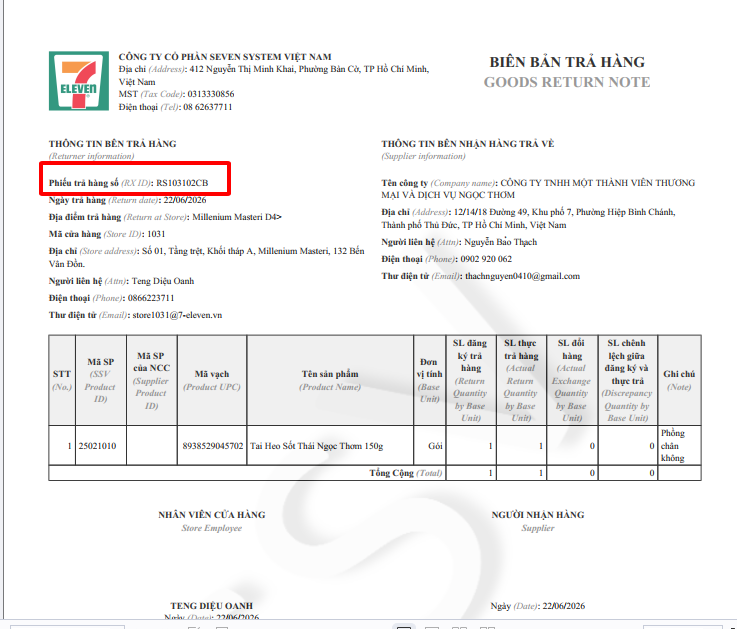 7
ELEVEN
CÔNG TY CỔ PHẦN SEVEN SYSTEM VIỆT NAM
Địa chỉ (Address): 412 Nguyễn Thị Minh Khai, Phường Bàn Cờ, TP Hồ Chí Minh,
Việt Nam
MST (Tax Code): 0313330856
Điện thoại (Tel): 08 62637711
BIÊN BẢN TRẢ HÀNG
GOODS RETURN NOTE
THÔNG TIN BÊN TRẢ HÀNG
(Returner information)
Phiếu trả hàng số (RX ID): RS103102CB
Ngày trả hàng (Return date): 22/06/2026
Địa điểm trả hàng (Return at Store): Millenium Masteri D4>
Mã cửa hàng (Store ID): 1031
Địa chỉ (Store address): Số 01, Tầng trệt, Khối tháp A, Millenium Masteri, 132 Bến
Vân Đồn.
Người liên hệ (Attn): Teng Diệu Oanh
Điện thoại (Phone): 0866223711
Thư điện tử (Email): store1031@7-eleven.vn
THÔNG TIN BÊN NHẬN HÀNG TRẢ VỀ
(Supplier information)
Tên công ty (Company name): CÔNG TY TNHH MỘT THÀNH VIÊN THƯƠNG
MẠI VÀ DỊCH VỤ NGỌC THƠM
Địa chỉ (Address): 12/14/18 Đường 49, Khu phố 7, Phường Hiệp Bình Chánh,
Thành phố Thủ Đức, TP Hồ Chí Minh, Việt Nam
Người liên hệ (Attn): Nguyễn Bảo Thạch
Điện thoại (Phone): 0902 920 062
Thư điện tử (Email): thachnguyen0410@gmail.com
STT (No.) Mã SP (SSV Product ID) Mã SP của NCC (Supplier Product ID) Mã vạch (Product UPC) Tên sản phẩm (Product Name) Đơn vị tính (Base Unit) SL đăng ký trả hàng (Return Quantity by Base Unit) SL thực trả hàng (Actual Return Quantity by Base Unit) SL đổi hàng (Actual Exchange Quantity by Base Unit) SL chênh lệch giữa đăng ký và thực trả (Discrepancy Quantity by Base Unit) Ghi chú (Note)
1 25021010 8938529045702 Tai Heo Sốt Thái Ngọc Thơm 150g Gói 1 1 0 0 Phồng chân không
Tổng Cộng (Total) 1 1 0 0
NHÂN VIÊN CỬA HÀNG
Store Employee
NGƯỜI NHẬN HÀNG
Supplier
TENG DIỆU OANH
Ngày (Date): 22/06/2026
Ngày (Date): 22/06/2026